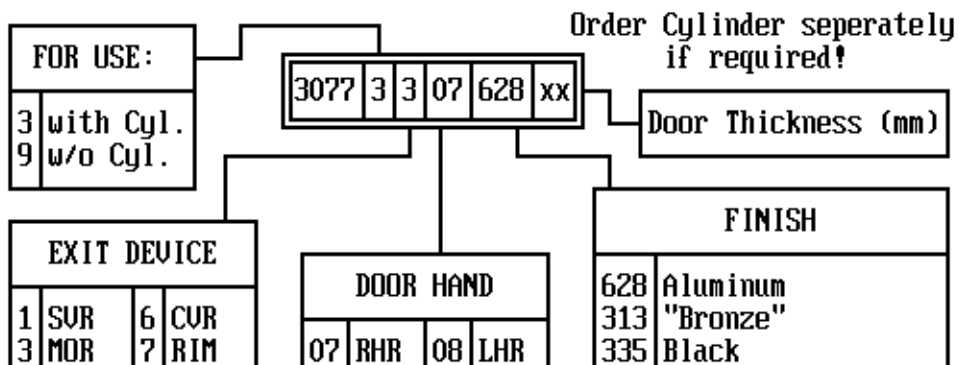 Order Cylinder seperately
if required!
FOR USE:
3 with Cyl.
9 w/o Cyl.
3077 3 3 07 628 xx
Door Thickness (mm)
EXIT DEVICE
1 SVR 6 CVR
3 MOR 7 RIM
DOOR HAND
07 RHR 08 LHR
FINISH
628 Aluminum
313 "Bronze"
335 Black